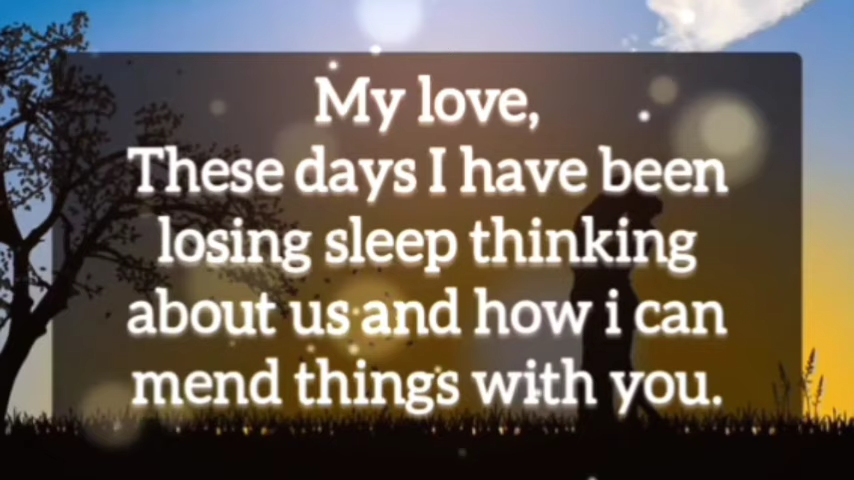 My love,
These days I have been
losing sleep thinking
about us and how i can
mend things with you.